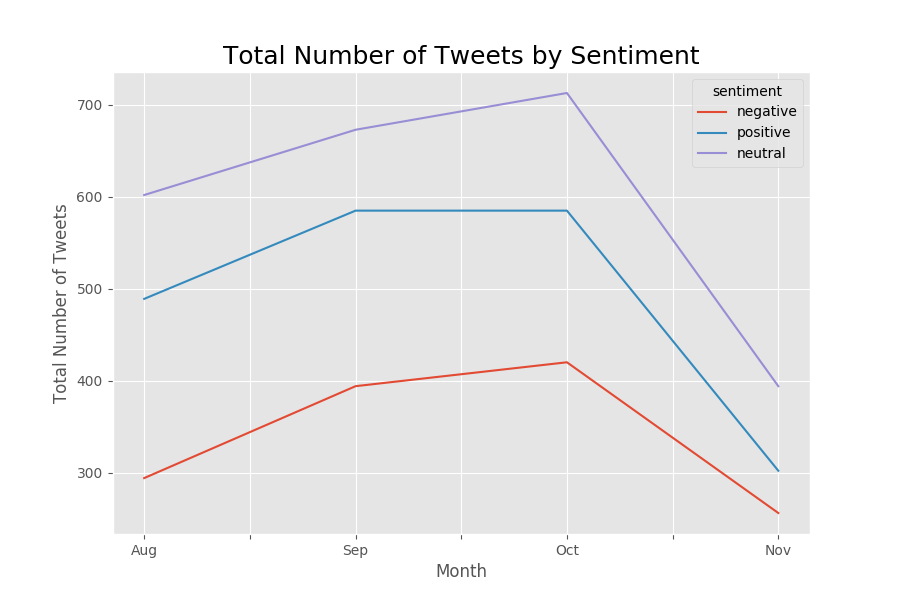 Total Number of Tweets by Sentiment
sentiment
negative
positive
neutral
700
600
500
400
300
Total Number of Tweets
Aug Sep Oct Nov
Month